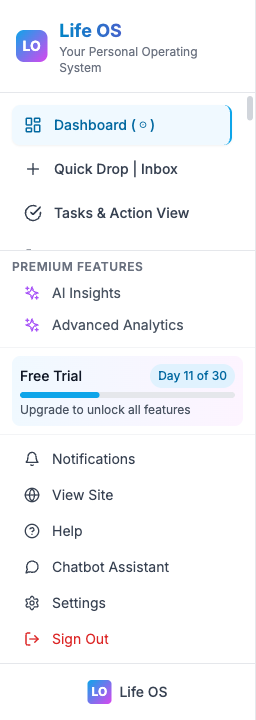 LO
Life OS
Your Personal Operating
System
Dashboard ( ⊙ )
Quick Drop | Inbox
Tasks & Action View
PREMIUM FEATURES
AI Insights
Advanced Analytics
Free Trial
Day 11 of 30
Upgrade to unlock all features
Notifications
View Site
Help
Chatbot Assistant
Settings
Sign Out
LO
Life OS